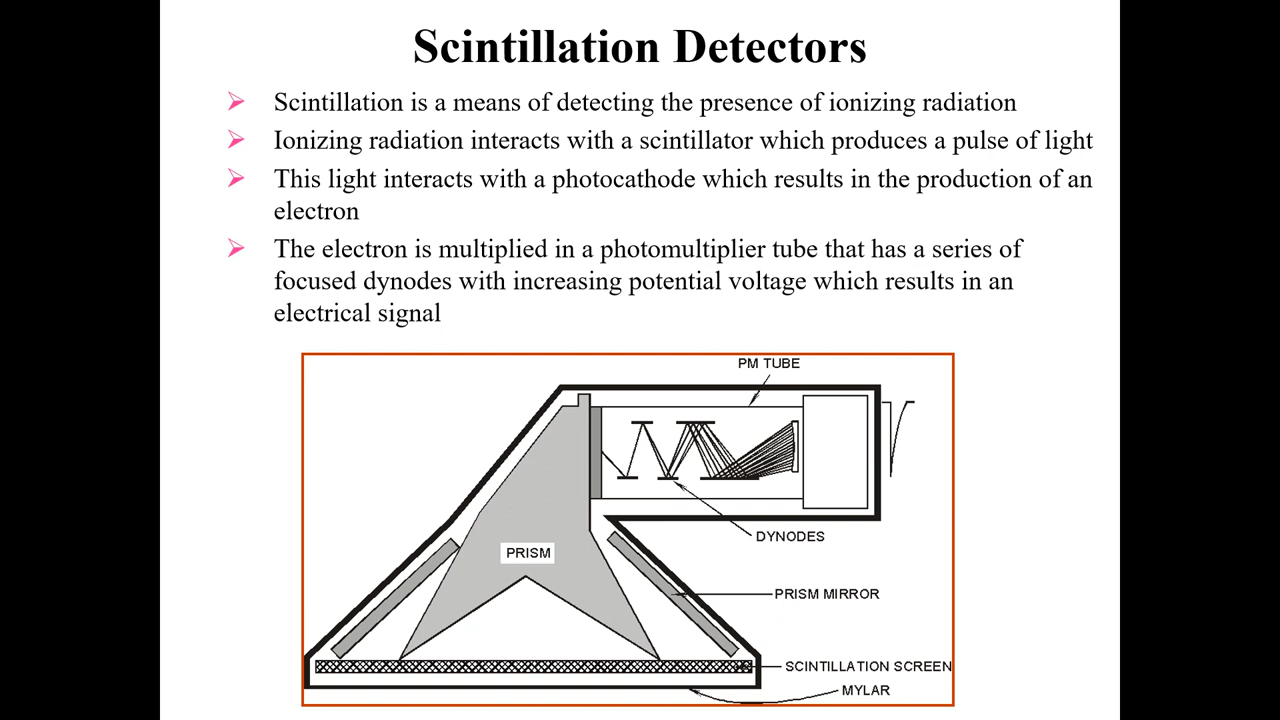 Scintillation Detectors
Scintillation is a means of detecting the presence of ionizing radiation
Ionizing radiation interacts with a scintillator which produces a pulse of light
This light interacts with a photocathode which results in the production of an
electron
The electron is multiplied in a photomultiplier tube that has a series of
focused dynodes with increasing potential voltage which results in an
electrical signal
PM TUBE
DYNODES
PRISM
PRISM MIRROR
SCINTILLATION SCREEN
MYLAR